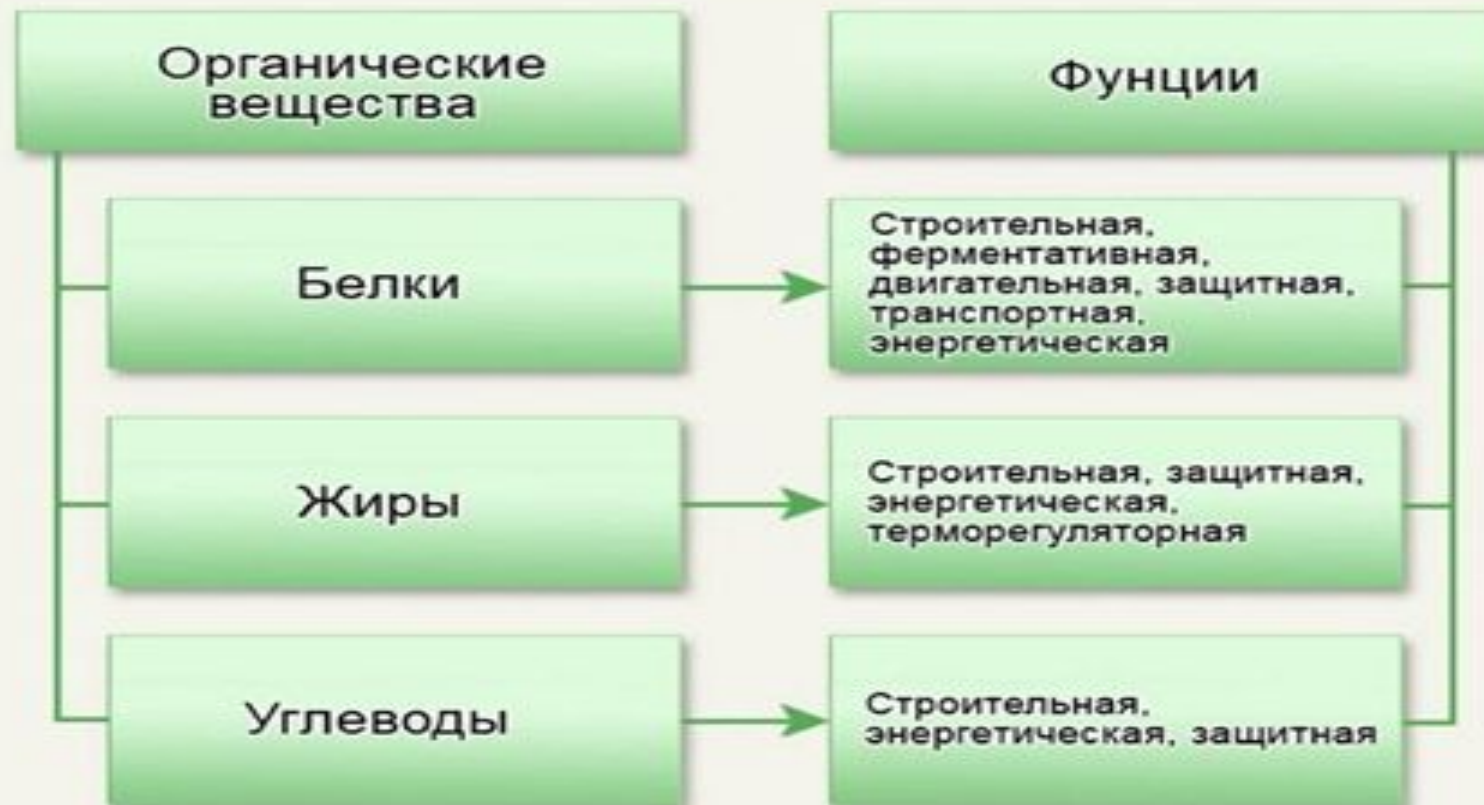 Органические
вещества
Фунции
Белки
Строительная,
ферментативная,
двигательная, защитная,
транспортная,
энергетическая
Жиры
Строительная, защитная,
энергетическая,
терморегуляторная
Углеводы
Строительная,
энергетическая, защитная